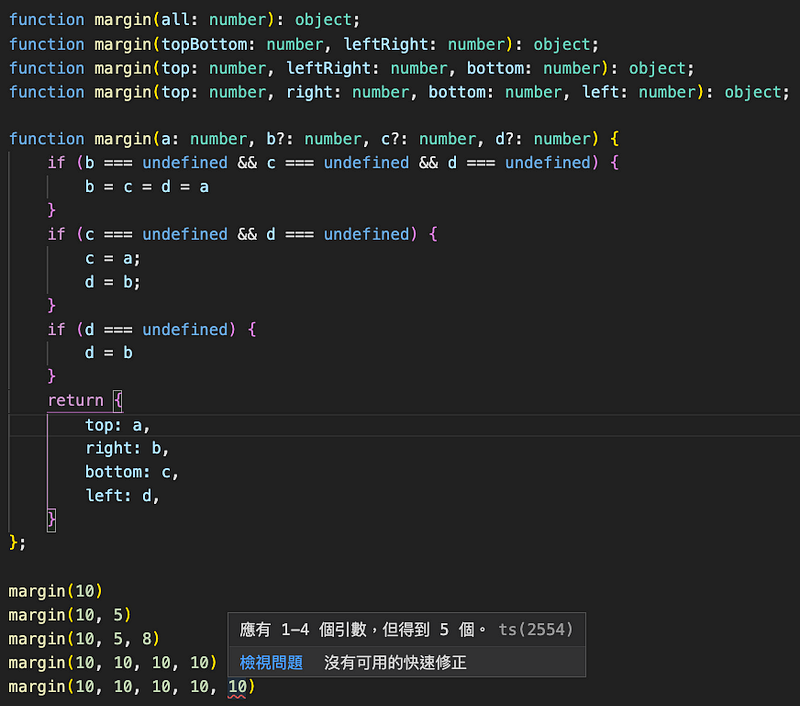 function margin(all: number): object;
function margin(topBottom: number, leftRight: number): object;
function margin(top: number, leftRight: number, bottom: number): object;
function margin(top: number, right: number, bottom: number, left: number): object;
function margin(a: number, b?: number, c?: number, d?: number) {
if (b === undefined && c === undefined && d === undefined) {
b = c = d = a
}
if (c === undefined && d === undefined) {
c = a;
d = b;
}
if (d === undefined) {
d = b
}
return {
top: a,
right: b,
bottom: c,
left: d,
}
};
margin(10)
margin(10, 5)
margin(10, 5, 8)
margin(10, 10, 10, 10)
margin(10, 10, 10, 10, 10)
應有 1-4 個引數，但得到 5 個。 ts(2554)
檢視問題 沒有可用的快速修正